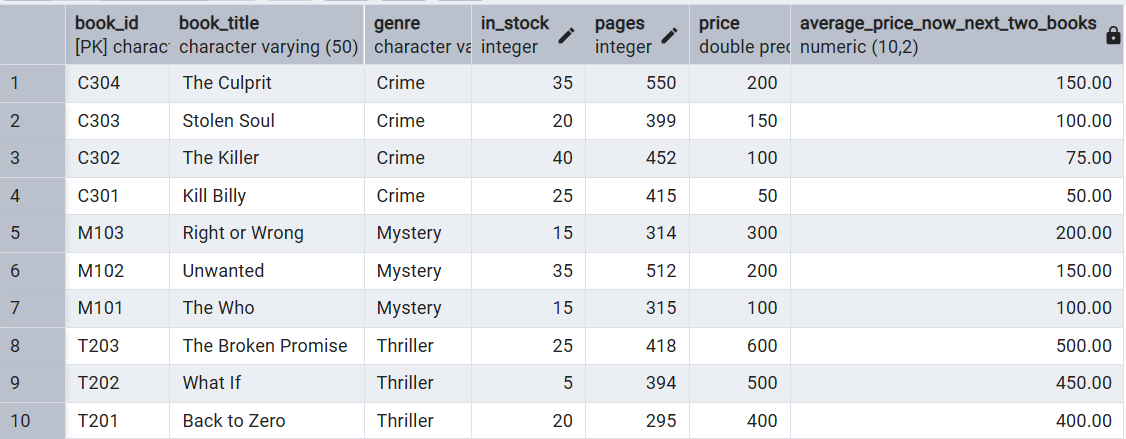 book_id book_title genre in_stock pages price average_price_now_next_two_books
[PK] charac character varying (50) character va integer integer double prec numeric (10,2)
1 C304 The Culprit Crime 35 550 200 150.00
2 C303 Stolen Soul Crime 20 399 150 100.00
3 C302 The Killer Crime 40 452 100 75.00
4 C301 Kill Billy Crime 25 415 50 50.00
5 M103 Right or Wrong Mystery 15 314 300 200.00
6 M102 Unwanted Mystery 35 512 200 150.00
7 M101 The Who Mystery 15 315 100 100.00
8 T203 The Broken Promise Thriller 25 418 600 500.00
9 T202 What If Thriller 5 394 500 450.00
10 T201 Back to Zero Thriller 20 295 400 400.00